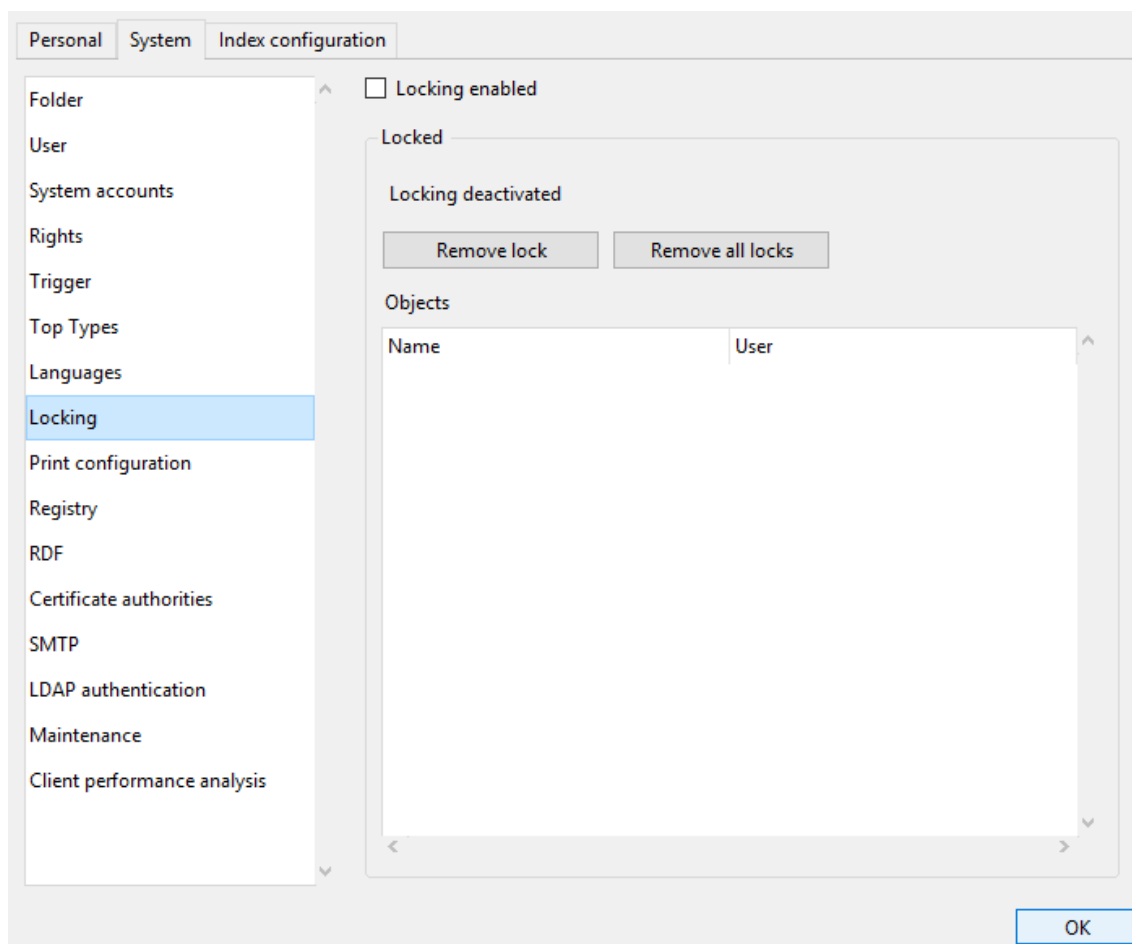 Personal System Index configuration
Folder
User
System accounts
Rights
Trigger
Top Types
Languages
Locking
Print configuration
Registry
RDF
Certificate authorities
SMTP
LDAP authentication
Maintenance
Client performance analysis
Locking enabled
Locked
Locking deactivated
Remove lock Remove all locks
Objects
Name User
OK